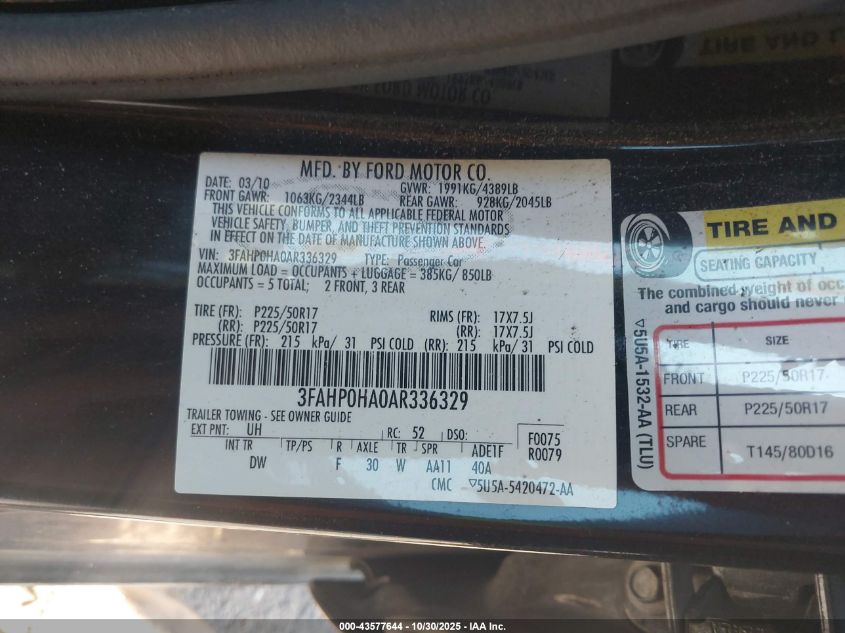 MFD. BY FORD MOTOR CO.
DATE: 03/10 GVWR: 1991KG/4389LB
FRONT GAWR: 1063KG/2344LB REAR GAWR: 928KG/2045LB
THIS VEHICLE CONFORMS TO ALL APPLICABLE FEDERAL MOTOR
VEHICLE SAFETY, BUMPER, AND THEFT PREVENTION STANDARDS
IN EFFECT ON THE DATE OF MANUFACTURE SHOWN ABOVE.
VIN: 3FAHP0HA0AR336329 TYPE: Passenger Car
MAXIMUM LOAD = OCCUPANTS + LUGGAGE = 385KG/ 850LB
OCCUPANTS = 5 TOTAL; 2 FRONT, 3 REAR
TIRE (FR): P225/50R17 RIMS (FR): 17X7.5J
(RR): P225/50R17 (RR): 17X7.5J
PRESSURE (FR): 215 kPa/ 31 PSI COLD (RR): 215 kPa/ 31 PSI COLD
3FAHP0HA0AR336329
TRAILER TOWING - SEE OWNER GUIDE
EXT PNT: UH RC: 52 DSO: F0075
R0079
INT TR TP/PS R AXLE TR SPR ADE1F
DW F 30 W AA11 40A
CMC ▽5U5A-5420472-AA
TIRE AND
SEATING CAPACITY
The combined weight of occ
and cargo should never
▽5U5A-1532-AA (TLU)
TIRE SIZE
FRONT P225/50R17
REAR P225/50R17
SPARE T145/80D16
000-43577644 | 10/30/2025 - IAA Inc.